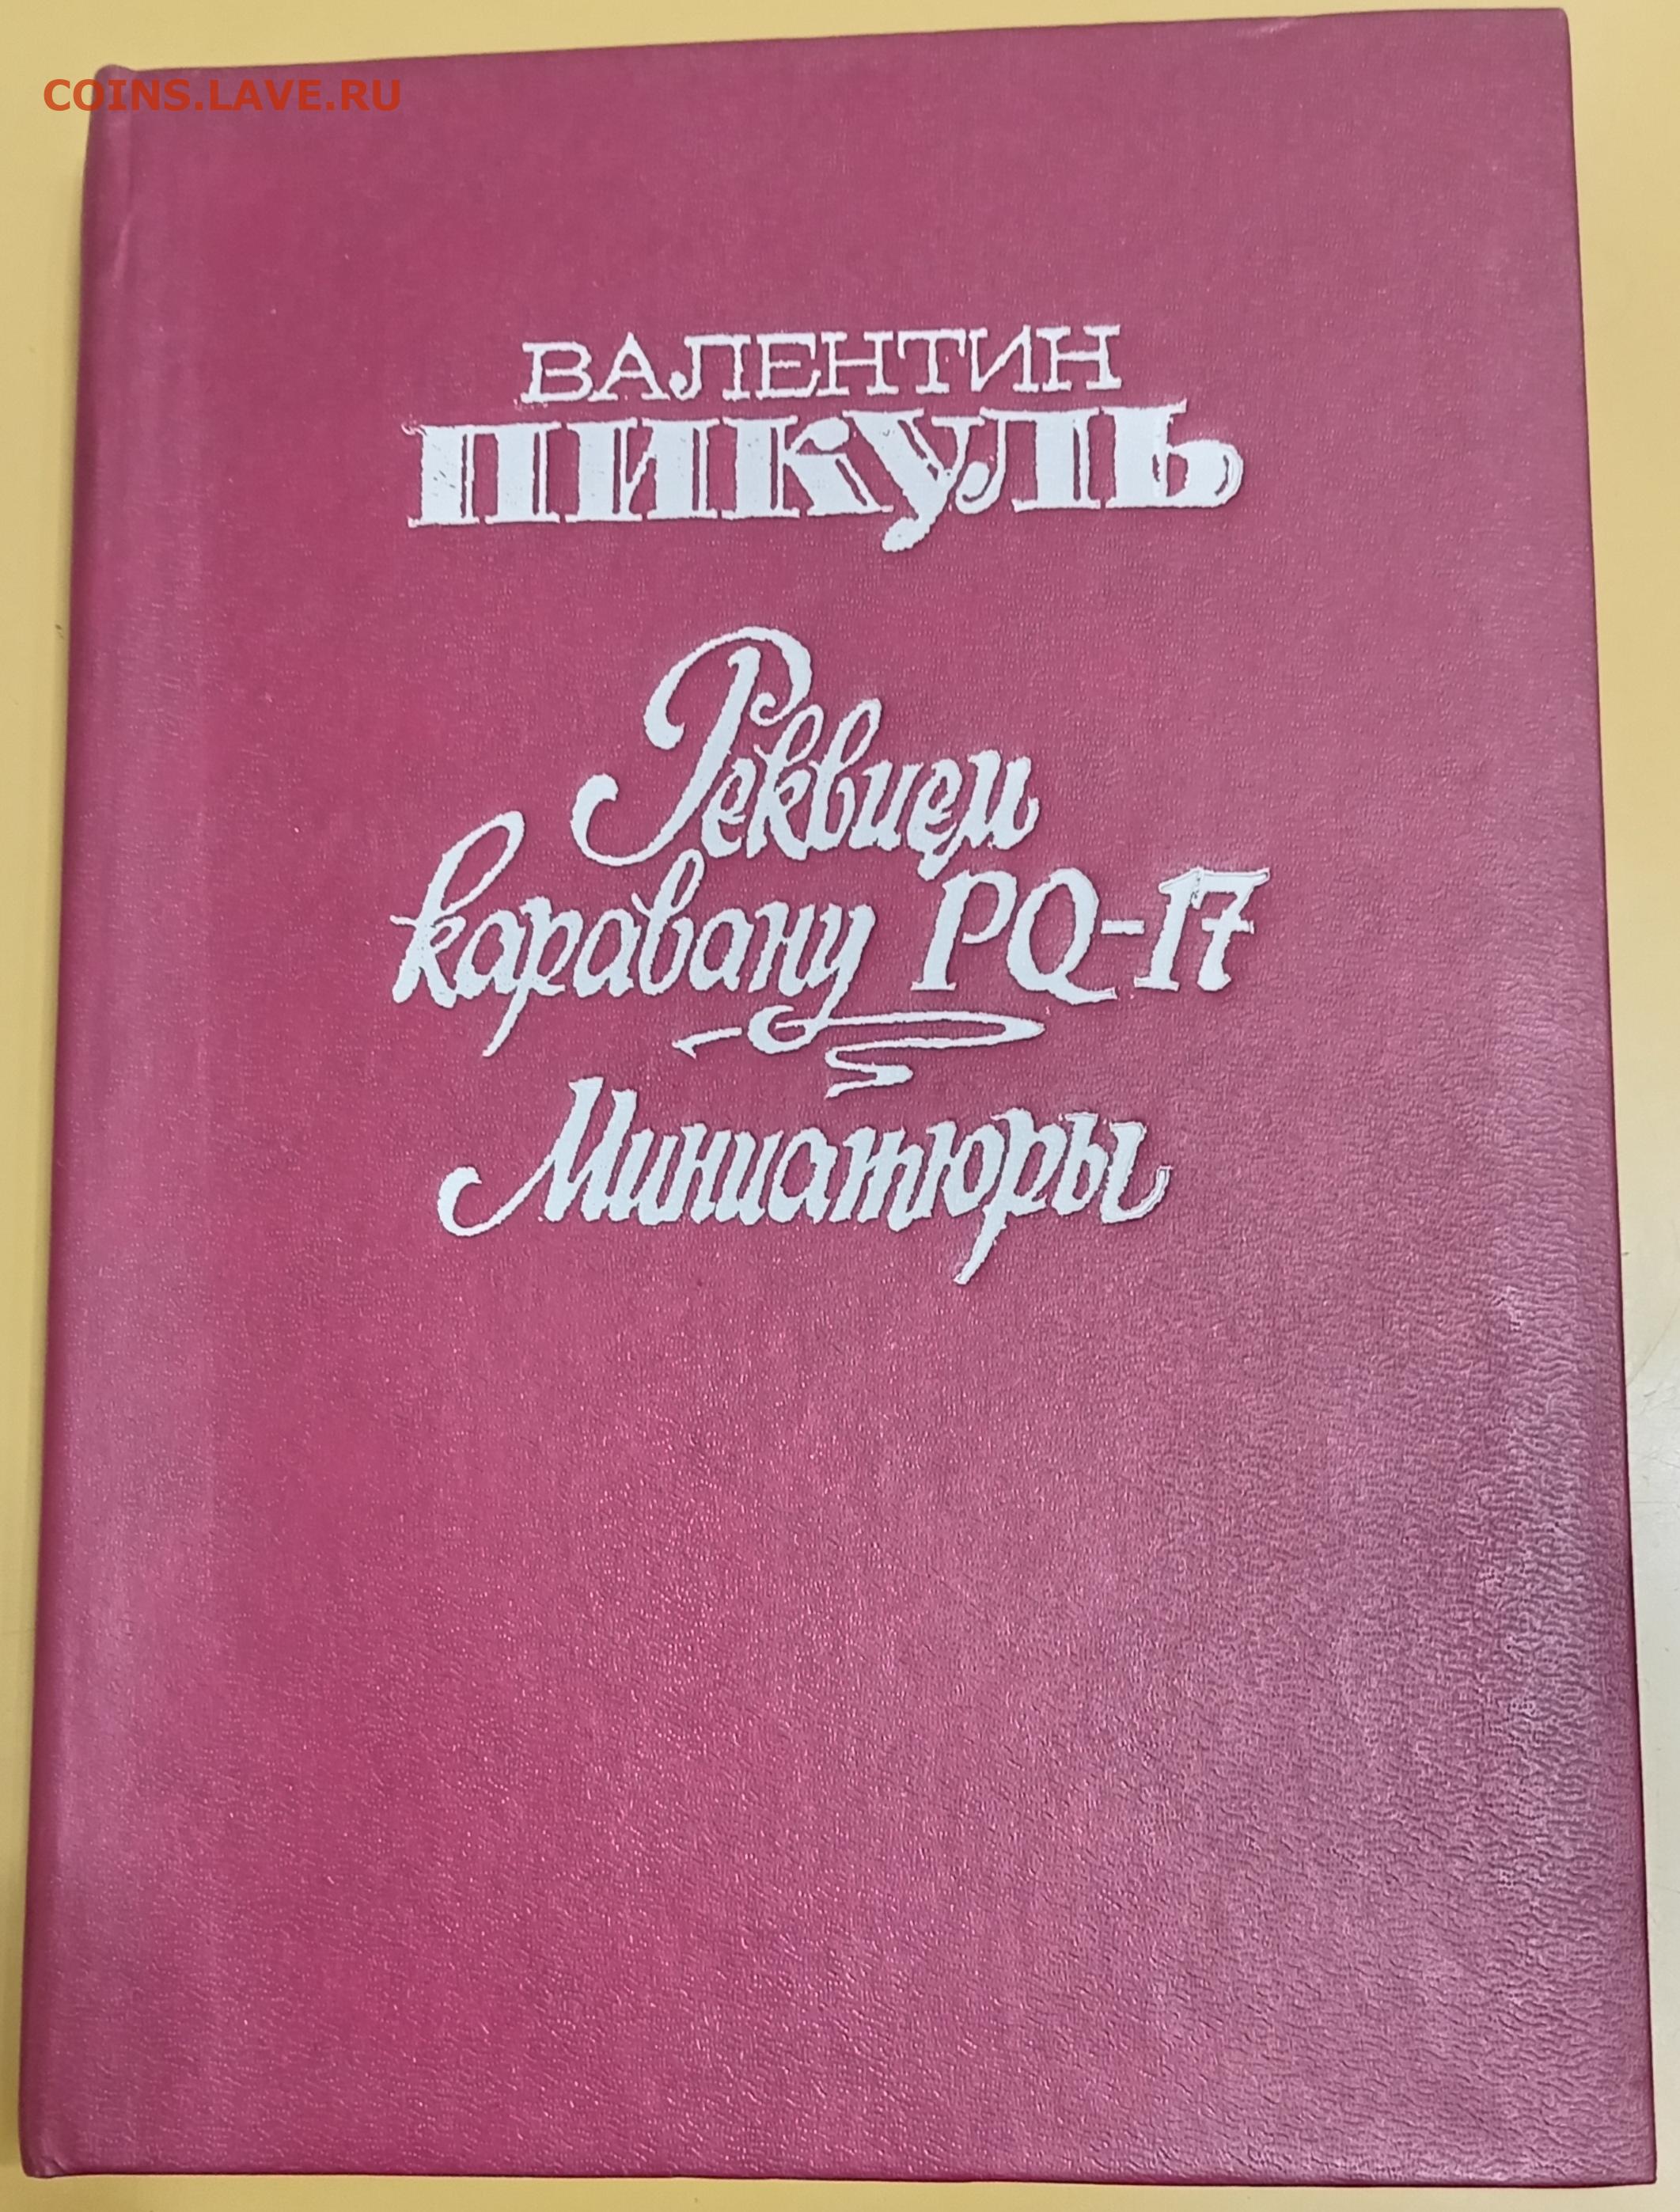 COINS.LAVE.RU
ВАЛЕНТИН
ПИКУЛЬ
Реквием
каравану PQ-17
Миниатюры